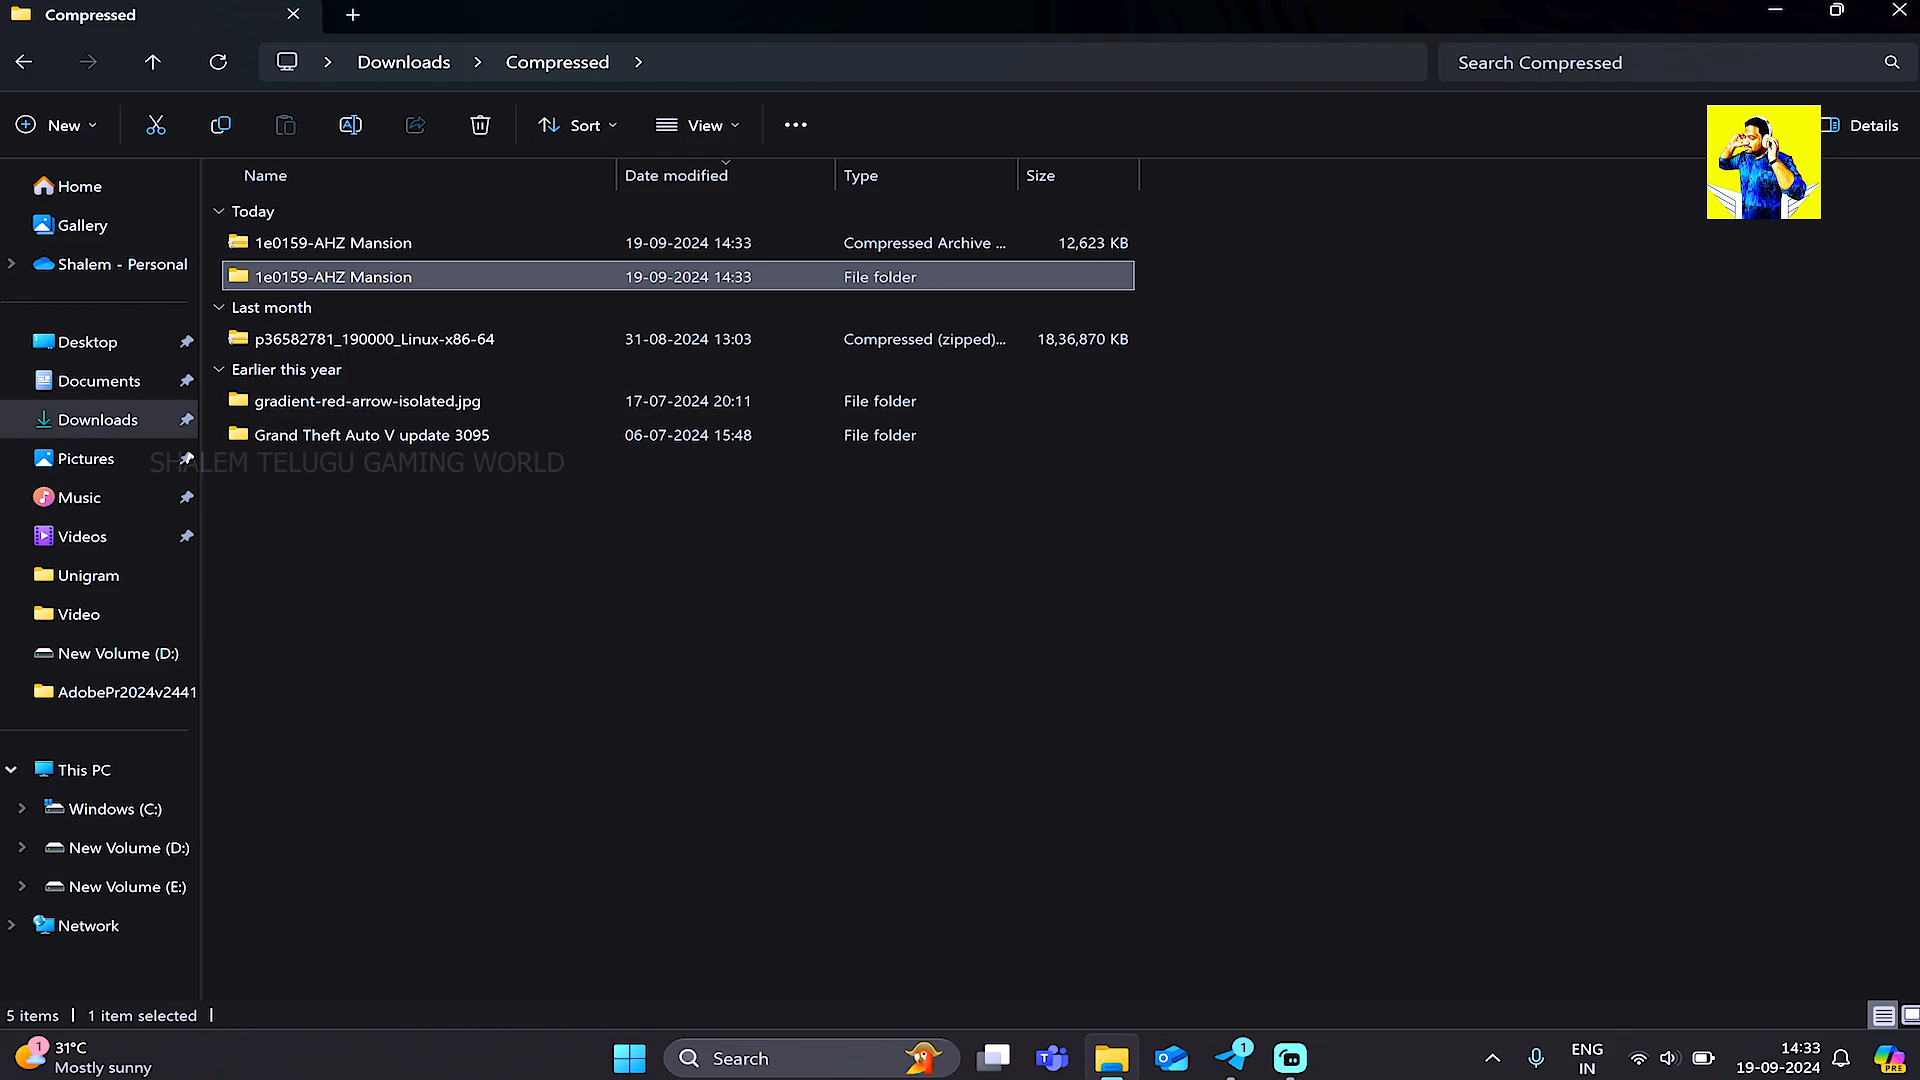 Compressed
Downloads
Compressed
Search Compressed
New
Sort
View
Details
Name
Date modified
Type
Size
Home
Gallery
Shalem - Personal
Desktop
Documents
Downloads
Pictures
Music
Videos
Unigram
Video
New Volume (D:)
AdobePr2024v2441
This PC
Windows (C:)
New Volume (D:)
New Volume (E:)
Network
Today
1e0159-AHZ Mansion 19-09-2024 14:33 Compressed Archive ... 12,623 KB
1e0159-AHZ Mansion 19-09-2024 14:33 File folder
Last month
p36582781_190000_Linux-x86-64 31-08-2024 13:03 Compressed (zipped)... 18,36,870 KB
Earlier this year
gradient-red-arrow-isolated.jpg 17-07-2024 20:11 File folder
Grand Theft Auto V update 3095 06-07-2024 15:48 File folder
SHALEM TELUGU GAMING WORLD
5 items
1 item selected
1
31°C
Mostly sunny
Search
1
ENG
IN
14:33
19-09-2024
PRE